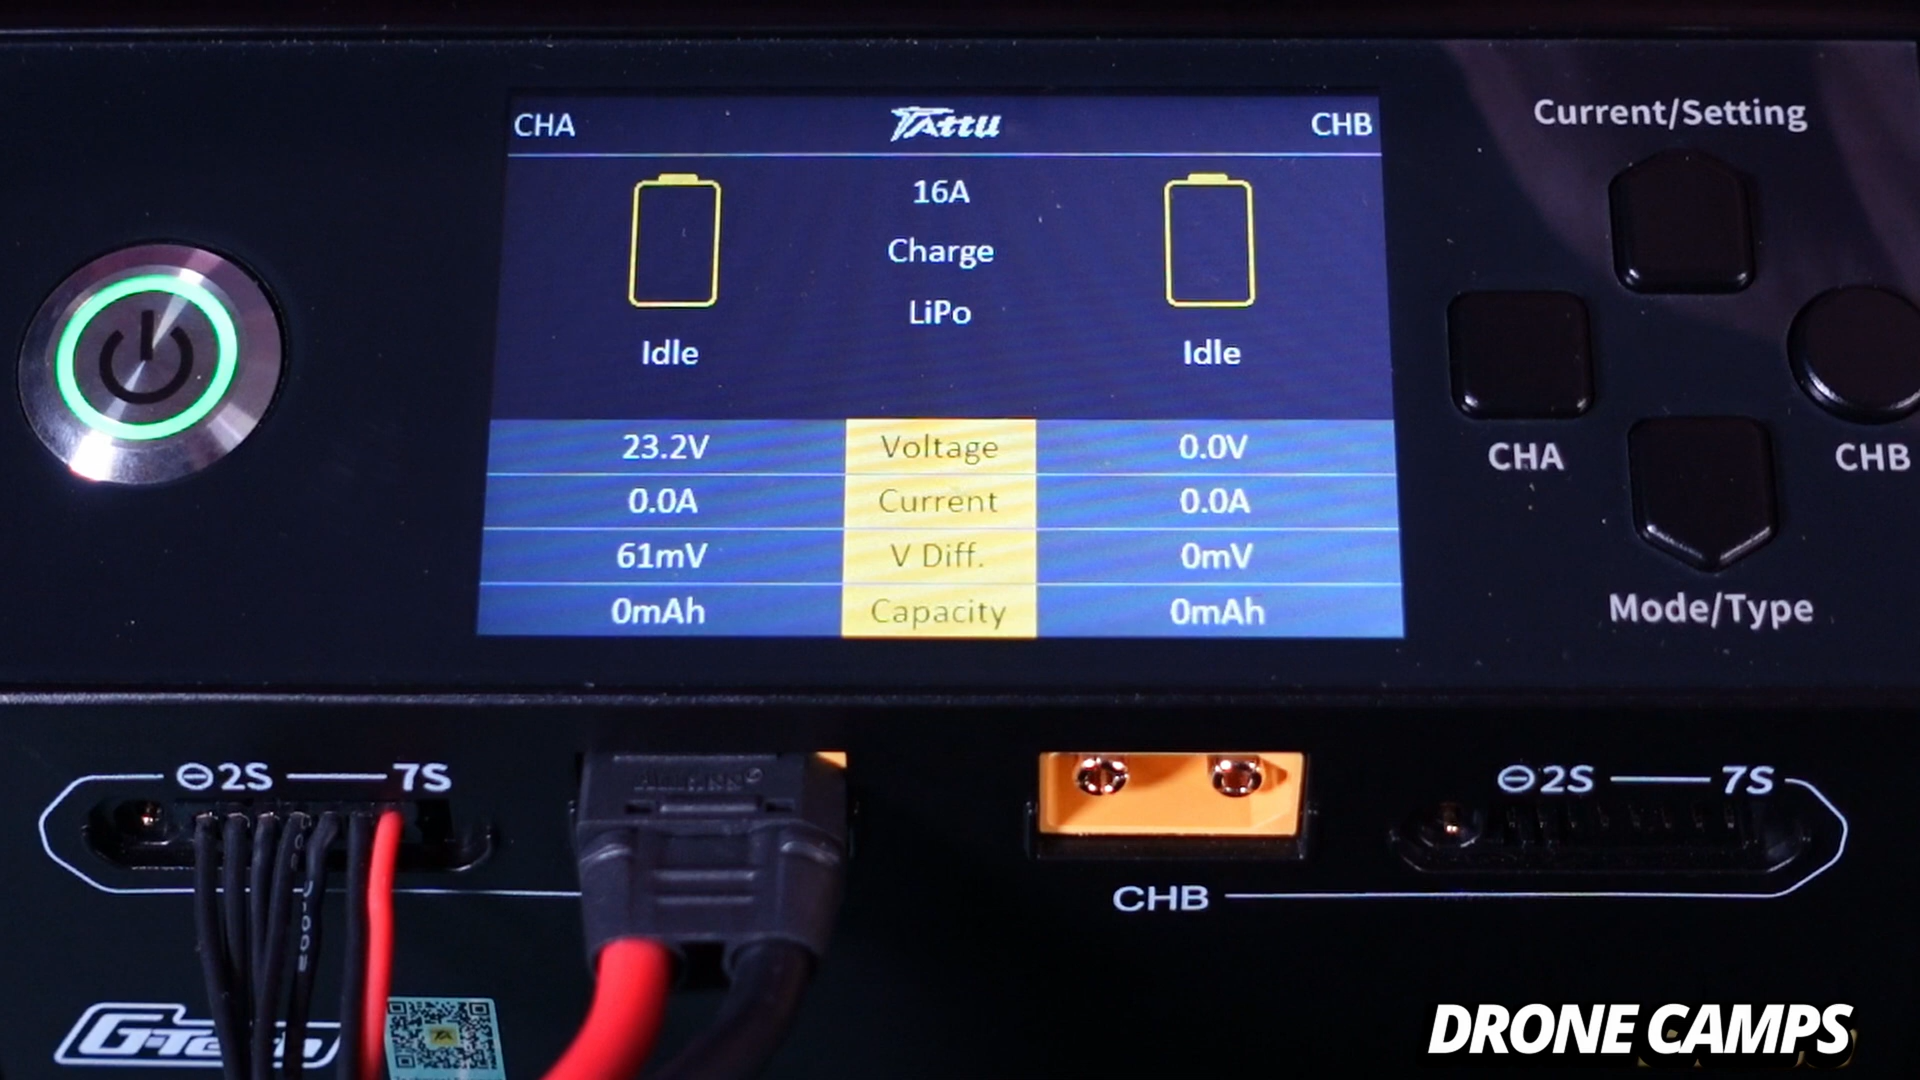 CHA TATTU CHB
Current/Setting
16A
Charge
LiPo
Idle Idle
23.2V Voltage 0.0V
0.0A Current 0.0A
61mV V Diff. 0mV
0mAh Capacity 0mAh
CHA CHB
Mode/Type
⊖2S 7S
⊖2S 7S
CHB
G-Tech
DRONE CAMPS